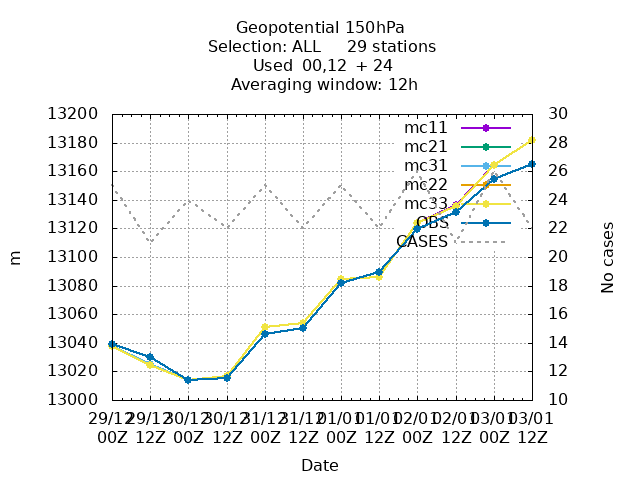 Geopotential 150hPa
Selection: ALL 29 stations
Used 00,12 + 24
Averaging window: 12h
13200
13180
13160
13140
13120
13100
13080
13060
13040
13020
13000
m
30
28
26
24
22
20
18
16
14
12
10
No cases
mc11
mc21
mc31
mc22
mc33
OBS
CASES
29/12 29/12 30/12 30/12 31/12 31/12 01/01 01/01 02/01 02/01 03/01 03/01
00Z 12Z 00Z 12Z 00Z 12Z 00Z 12Z 00Z 12Z 00Z 12Z
Date